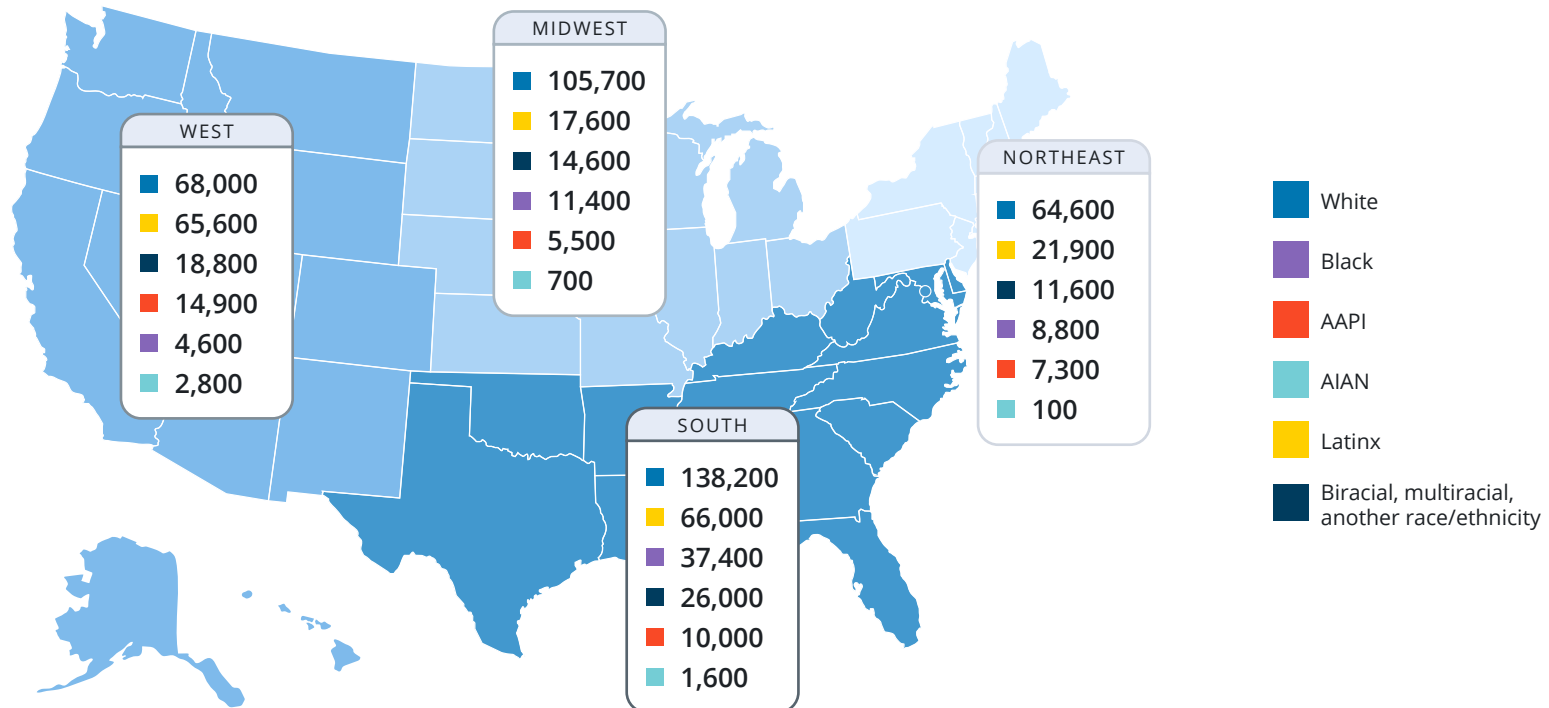 MIDWEST
105,700
17,600
14,600
11,400
5,500
700
WEST
68,000
65,600
18,800
14,900
4,600
2,800
NORTHEAST
64,600
21,900
11,600
8,800
7,300
100
SOUTH
138,200
66,000
37,400
26,000
10,000
1,600
White
Black
AAPI
AIAN
Latinx
Biracial, multiracial,
another race/ethnicity